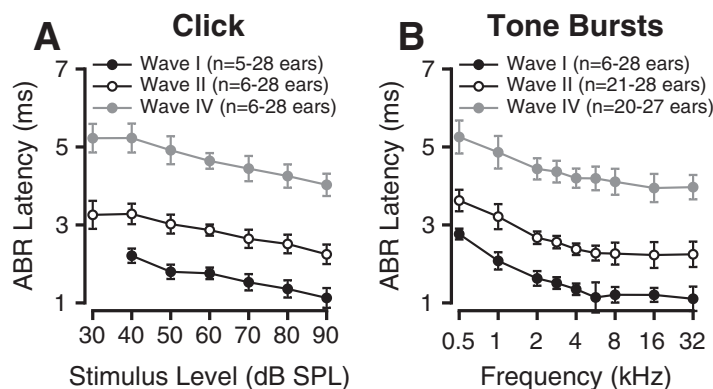 A
Click
Wave I (n=5-28 ears)
Wave II (n=6-28 ears)
Wave IV (n=6-28 ears)
ABR Latency (ms)
7
5
3
1
30 40 50 60 70 80 90
Stimulus Level (dB SPL)
B
Tone Bursts
Wave I (n=6-28 ears)
Wave II (n=21-28 ears)
Wave IV (n=20-27 ears)
ABR Latency (ms)
7
5
3
1
0.5 1 2 4 8 16 32
Frequency (kHz)